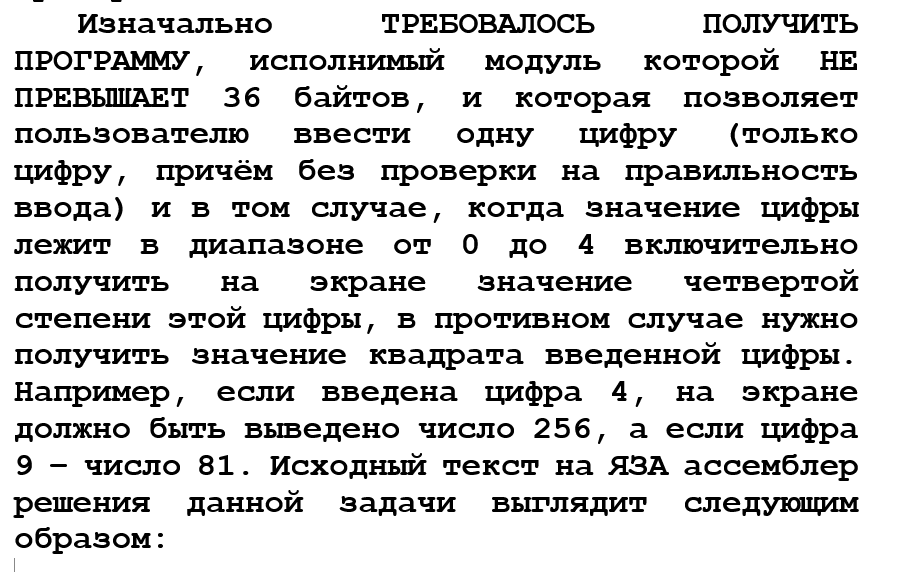 Изначально ТРЕБОВАЛОСЬ ПОЛУЧИТЬ
ПРОГРАММУ, исполнимый модуль которой НЕ
ПРЕВЫШАЕТ 36 байтов, и которая позволяет
пользователю ввести одну цифру (только
цифру, причём без проверки на правильность
ввода) и в том случае, когда значение цифры
лежит в диапазоне от 0 до 4 включительно
получить на экране значение четвертой
степени этой цифры, в противном случае нужно
получить значение квадрата введенной цифры.
Например, если введена цифра 4, на экране
должно быть выведено число 256, а если цифра
9 – число 81. Исходный текст на ЯЗА ассемблер
решения данной задачи выглядит следующим
образом: